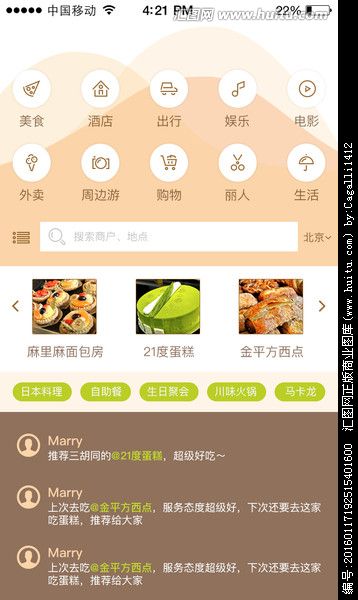 中国移动
4:21 PM
22%
汇图网 www.huitu.com
美食
酒店
出行
娱乐
电影
外卖
周边游
购物
丽人
生活
搜索商户、地点
北京
麻里麻面包房
21度蛋糕
金平方西点
日本料理
自助餐
生日聚会
川味火锅
马卡龙
Marry
推荐三胡同的@21度蛋糕，超级好吃～
Marry
上次去吃@金平方西点，服务态度超级好，下次还要去这家
吃蛋糕，推荐给大家
Marry
上次去吃@金平方西点，服务态度超级好，下次还要去这家
吃蛋糕，推荐给大家
编号:20160117192515401600 汇图网正版商业图库(www.huitu.com) by:Cagalli1412